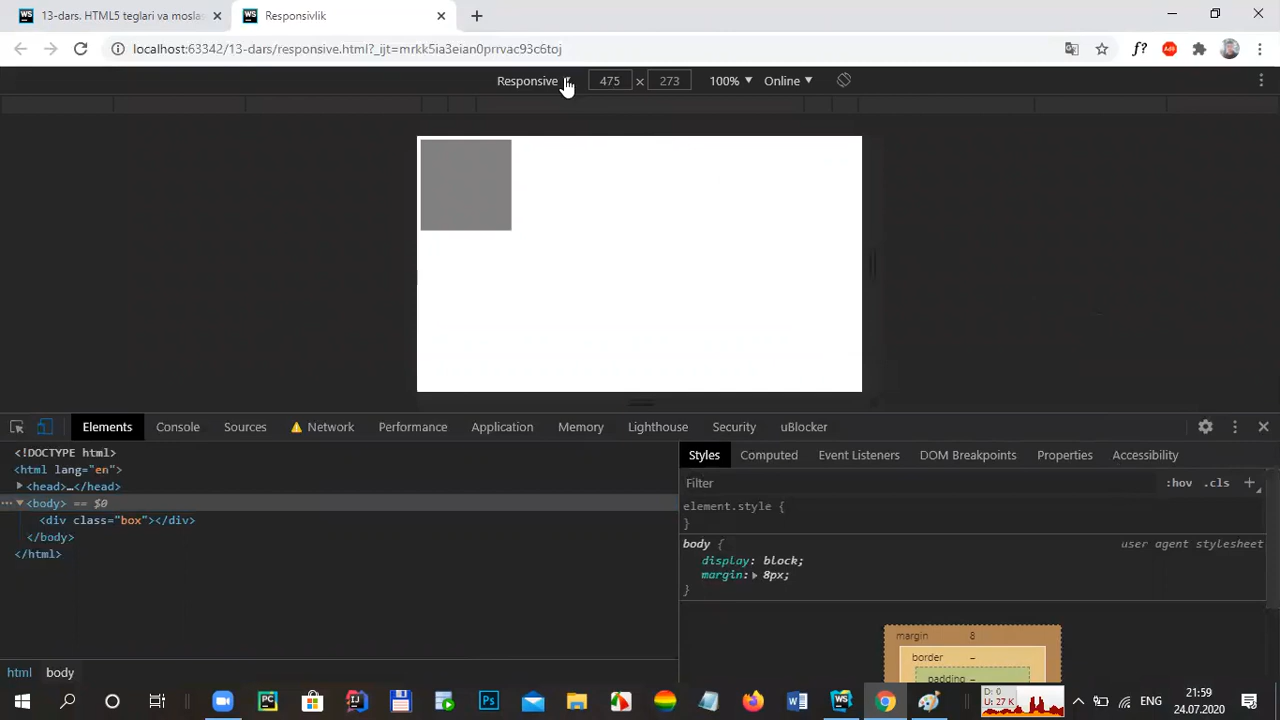 13-dars. HTML5 teglari va mosla
Responsivlik
localhost:63342/13-dars/responsive.html?_ijt=mrkk5ia3eian0prrvac93c6toj
f?
Responsive 475 × 273 100% Online
Elements Console Sources Network Performance Application Memory Lighthouse Security uBlocker
<!DOCTYPE html>
<html lang="en">
<head>…</head>
<body> == $0
<div class="box"></div>
</body>
</html>
html body
Styles Computed Event Listeners DOM Breakpoints Properties Accessibility
Filter :hov .cls
element.style {
}
body { user agent stylesheet
display: block;
margin: 8px;
}
margin 8
border –
padding –
D: 0
U: 27 K
ENG
21:59
24.07.2020